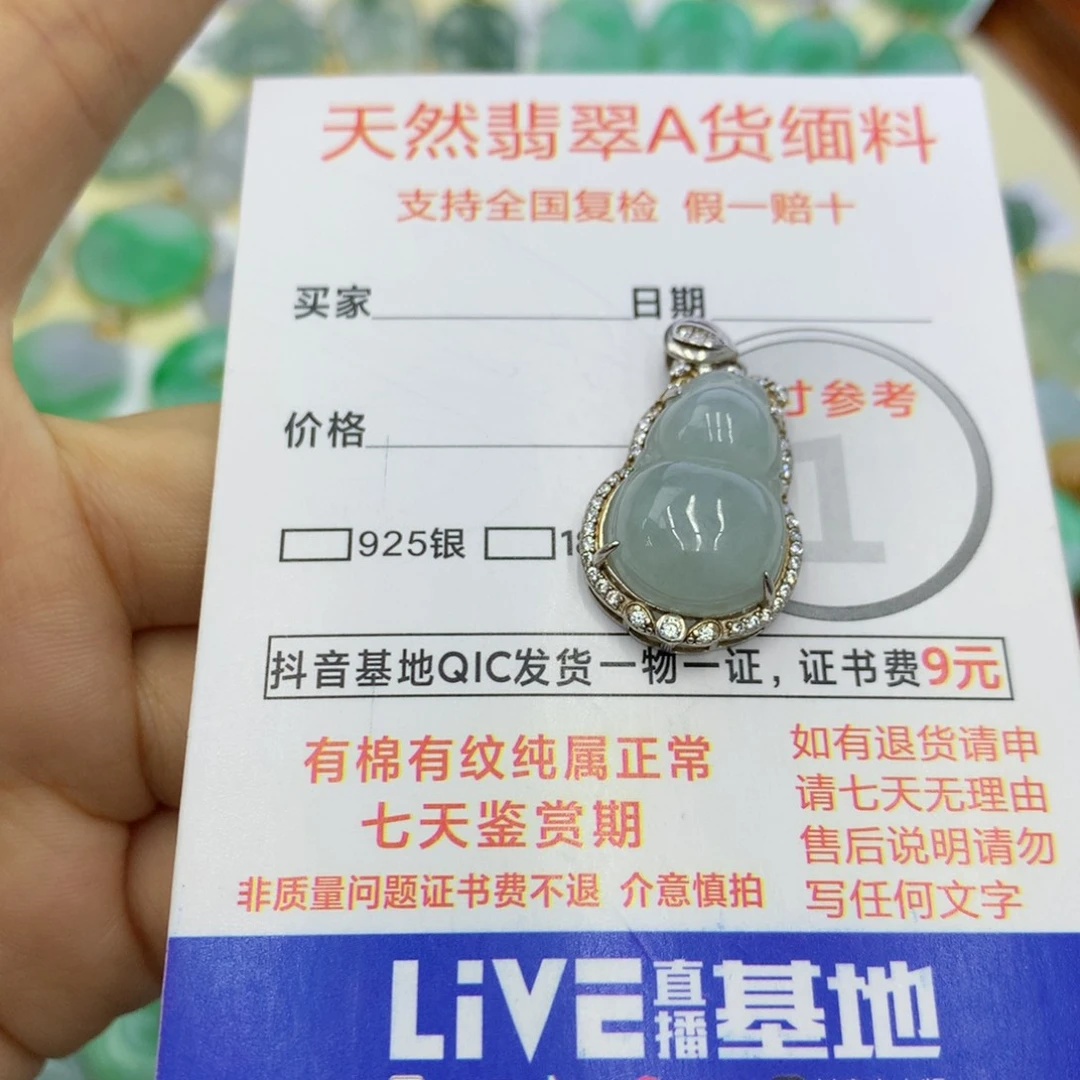 天然翡翠A货缅料
支持全国复检 假一赔十
买家 日期
寸参考
价格
1
925银 1
抖音基地QIC发货一物一证，证书费9元
有棉有纹纯属正常
七天鉴赏期
非质量问题证书费不退 介意慎拍
如有退货请申
请七天无理由
售后说明请勿
写任何文字
LiVE直播基地